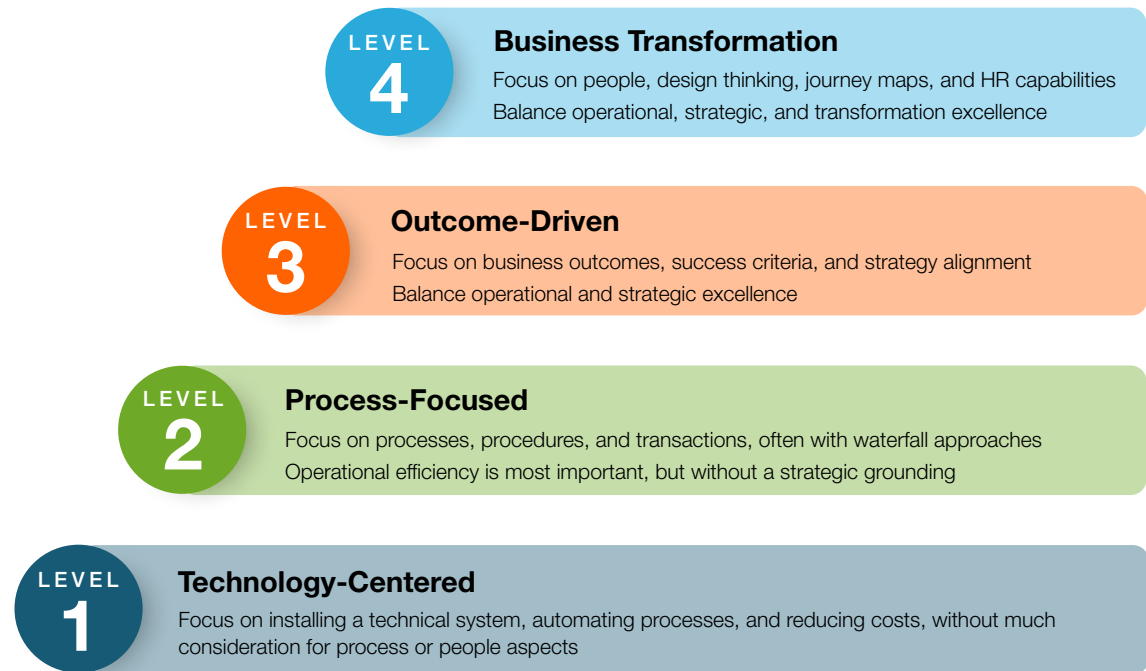 LEVEL
4
Business Transformation
Focus on people, design thinking, journey maps, and HR capabilities
Balance operational, strategic, and transformation excellence
LEVEL
3
Outcome-Driven
Focus on business outcomes, success criteria, and strategy alignment
Balance operational and strategic excellence
LEVEL
2
Process-Focused
Focus on processes, procedures, and transactions, often with waterfall approaches
Operational efficiency is most important, but without a strategic grounding
LEVEL
1
Technology-Centered
Focus on installing a technical system, automating processes, and reducing costs, without much
consideration for process or people aspects